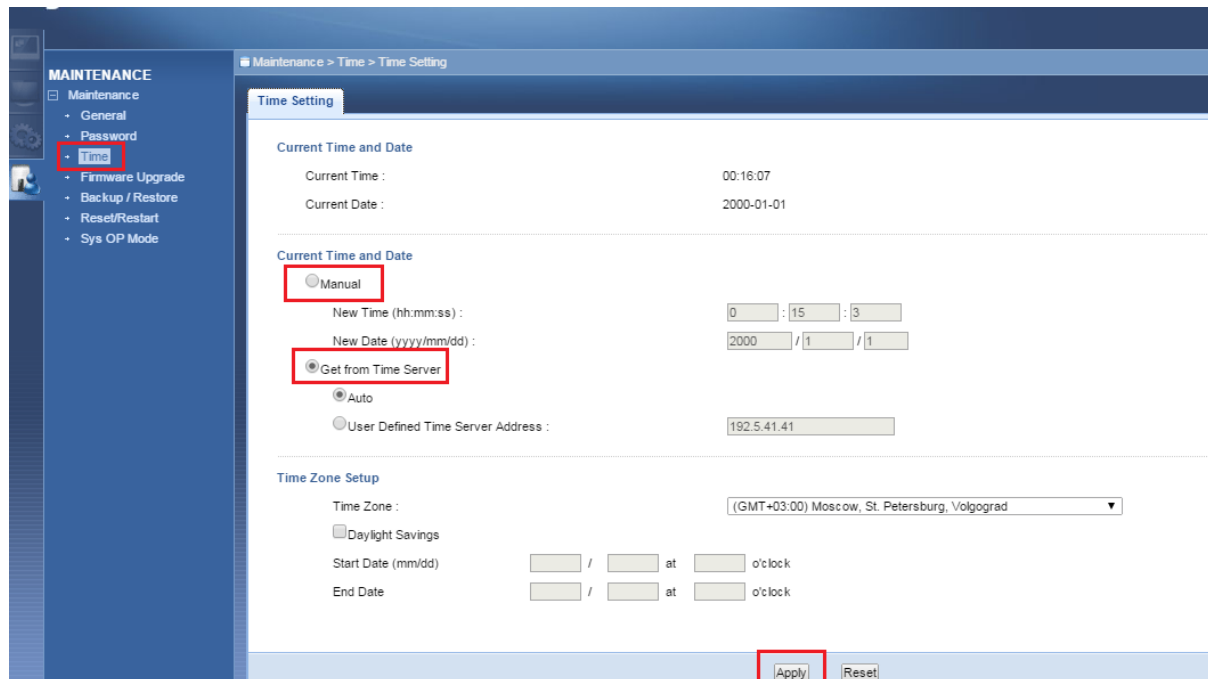 Maintenance > Time > Time Setting
MAINTENANCE
Maintenance
General
Password
Time
Firmware Upgrade
Backup / Restore
Reset/Restart
Sys OP Mode
Time Setting
Current Time and Date
Current Time : 00:16:07
Current Date : 2000-01-01
Current Time and Date
Manual
New Time (hh:mm:ss) : 0 : 15 : 3
New Date (yyyy/mm/dd) : 2000 / 1 / 1
Get from Time Server
Auto
User Defined Time Server Address : 192.5.41.41
Time Zone Setup
Time Zone : (GMT+03:00) Moscow, St. Petersburg, Volgograd
Daylight Savings
Start Date (mm/dd) / at o'clock
End Date / at o'clock
Apply Reset